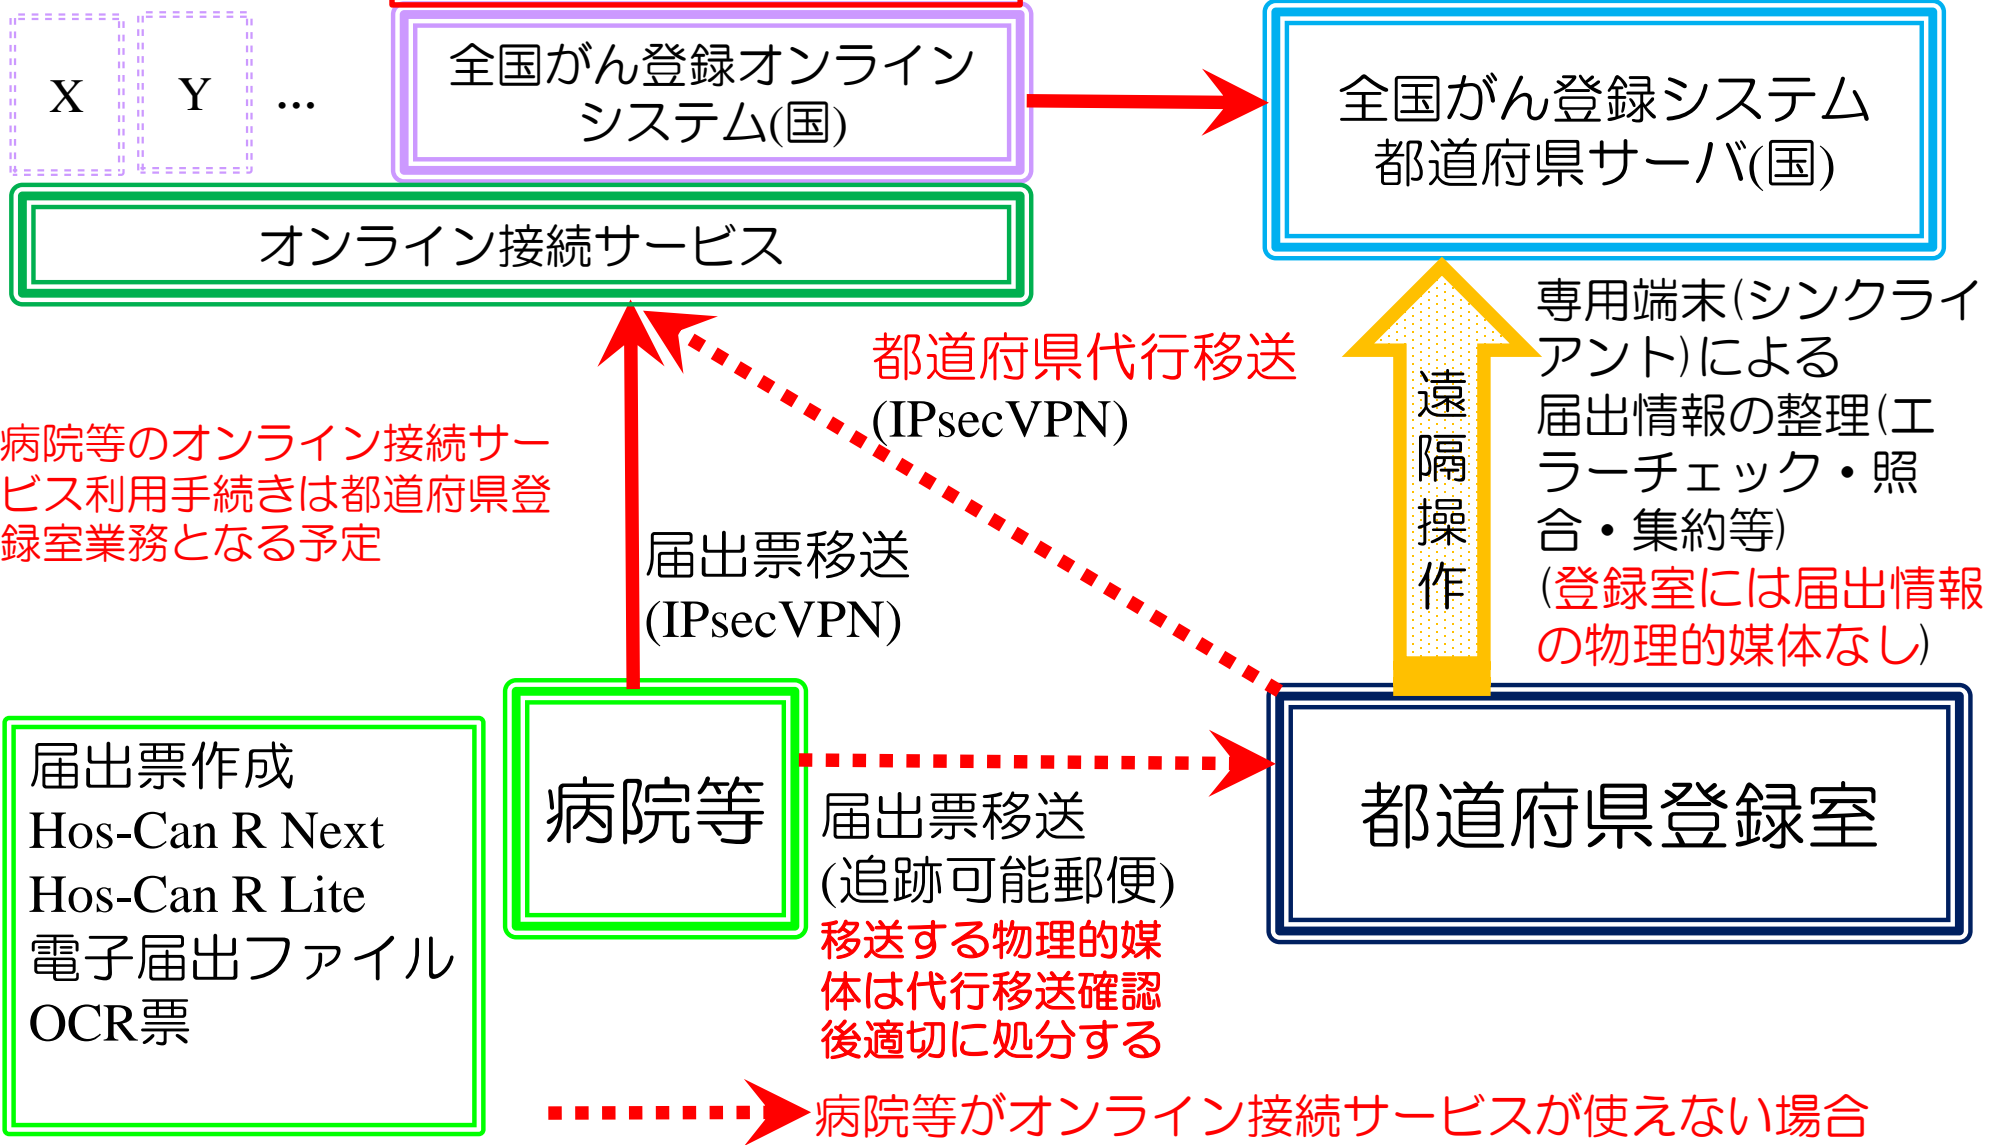 X
Y
...
全国がん登録オンライン
システム(国)
全国がん登録システム
都道府県サーバ(国)
オンライン接続サービス
都道府県代行移送
(IPsecVPN)
遠
隔
操
作
専用端末(シンクライ
アント)による
届出情報の整理(エ
ラーチェック・照
合・集約等)
(登録室には届出情報
の物理的媒体なし)
病院等のオンライン接続サー
ビス利用手続きは都道府県登
録室業務となる予定
届出票移送
(IPsecVPN)
届出票作成
Hos-Can R Next
Hos-Can R Lite
電子届出ファイル
OCR票
病院等
届出票移送
(追跡可能郵便)
移送する物理的媒
体は代行移送確認
後適切に処分する
都道府県登録室
病院等がオンライン接続サービスが使えない場合